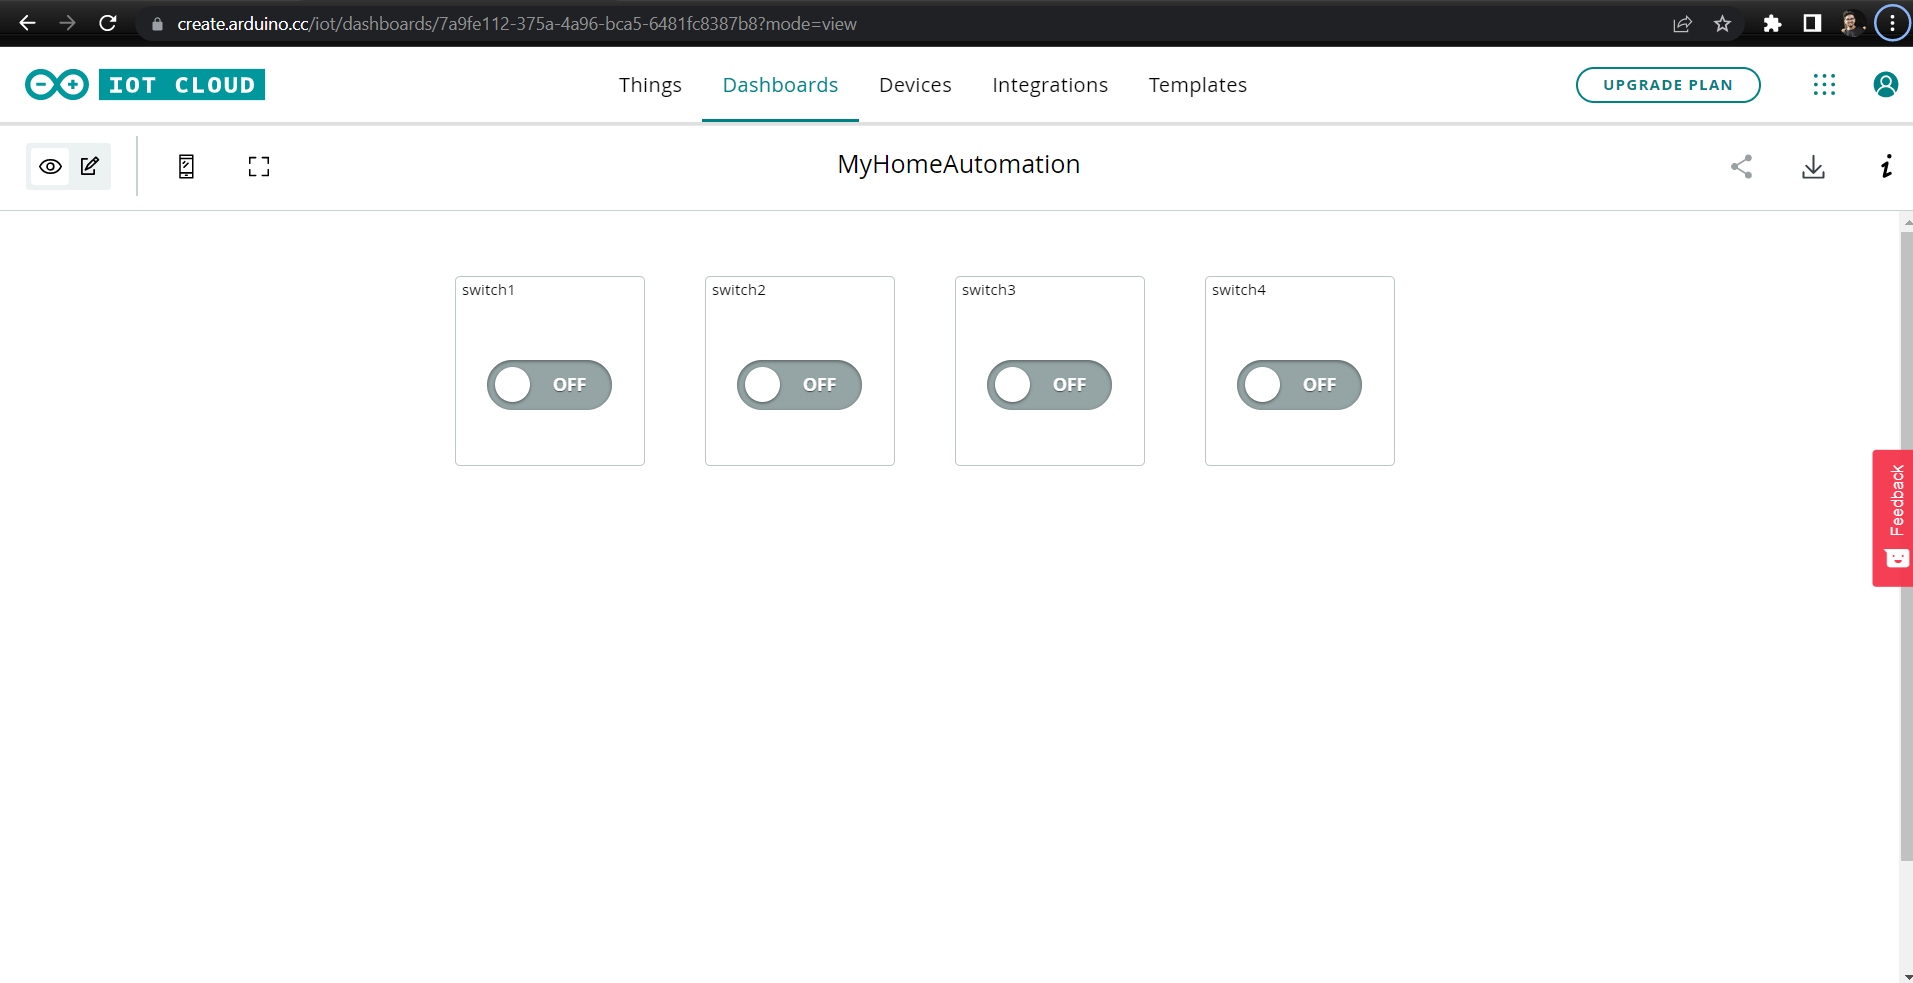 create.arduino.cc/iot/dashboards/7a9fe112-375a-4a96-bca5-6481fc8387b8?mode=view
IOT CLOUD
Things Dashboards Devices Integrations Templates
UPGRADE PLAN
MyHomeAutomation
switch1 switch2 switch3 switch4
OFF OFF OFF OFF
Feedback